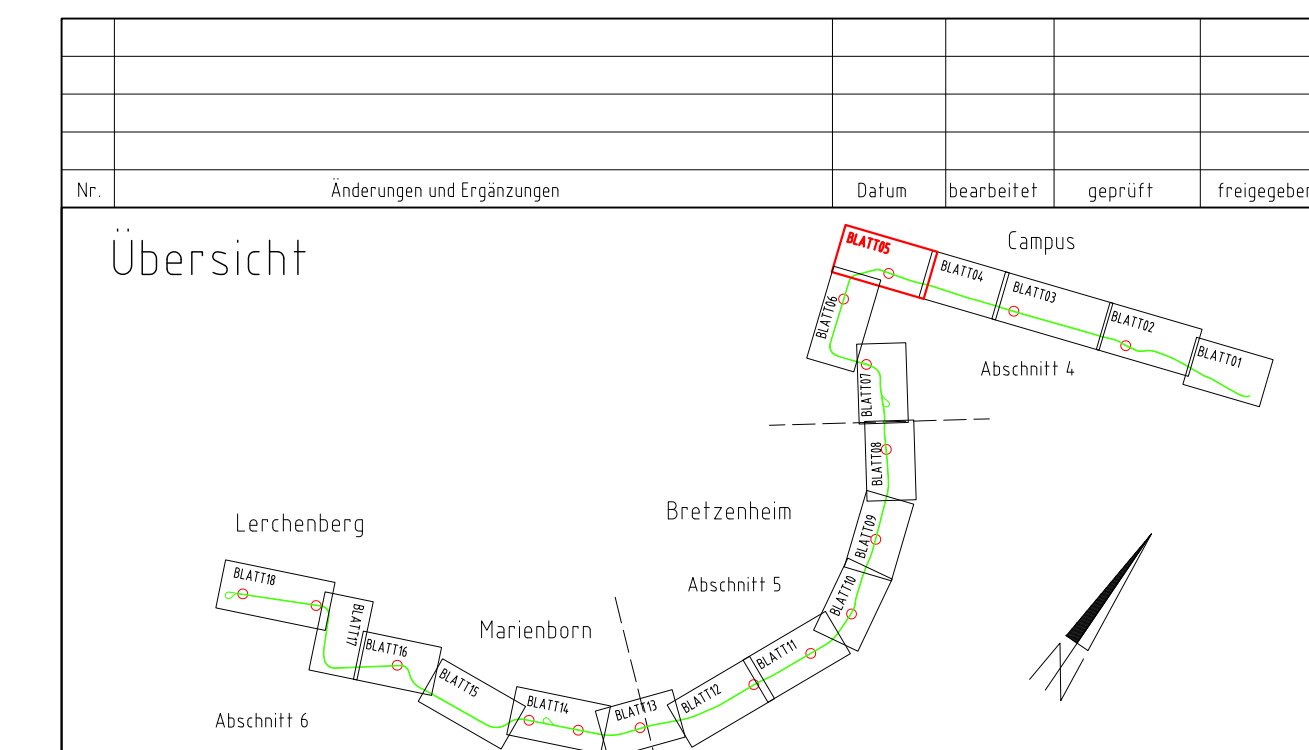 Nr. Änderungen und Ergänzungen Datum bearbeitet geprüft freigegeben
Übersicht
Campus
BLATT05
BLATT04
BLATT03
BLATT02
BLATT01
BLATT06
Abschnitt 4
BLATT07
BLATT08
Bretzenheim
BLATT09
Abschnitt 5
BLATT10
BLATT11
BLATT12
BLATT13
Marienborn
BLATT14
BLATT15
BLATT16
BLATT17
Lerchenberg
BLATT18
Abschnitt 6
N